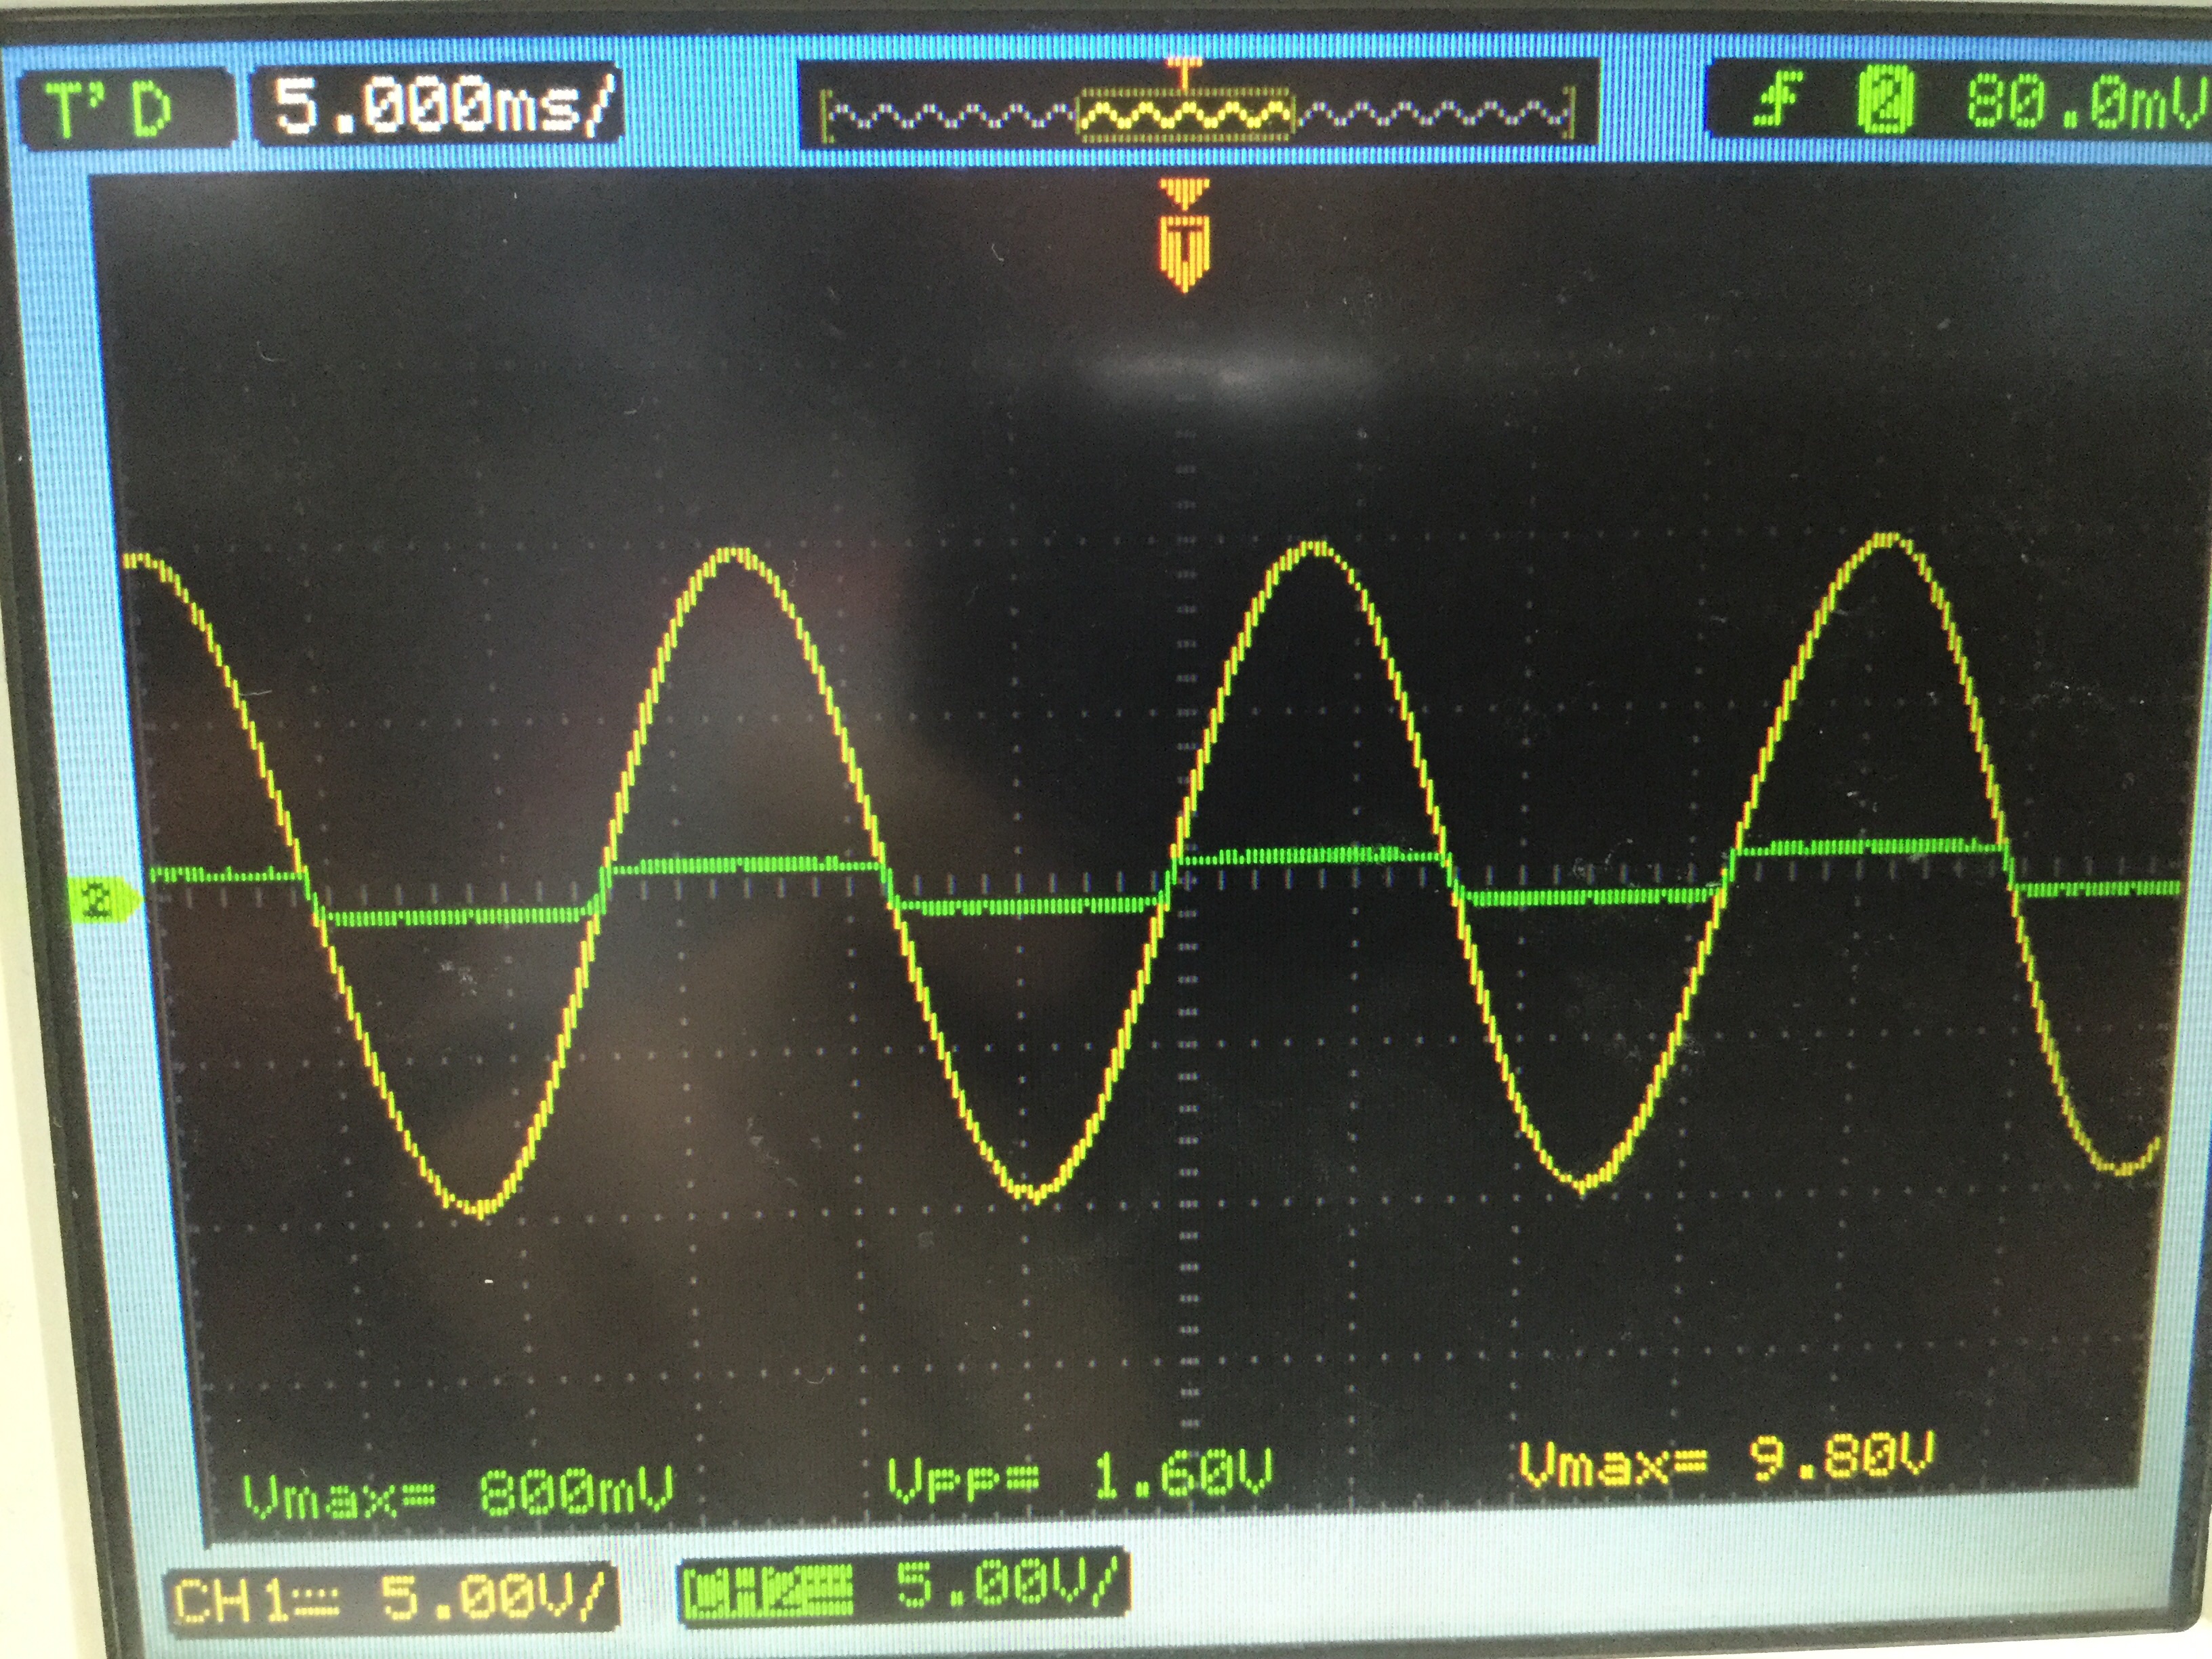 T'D 5.000ms/ T 2 80.0mV
T
2
Vmax= 800mV Vpp= 1.60V Vmax= 9.80V
CH1 5.00V/ CH2 5.00V/